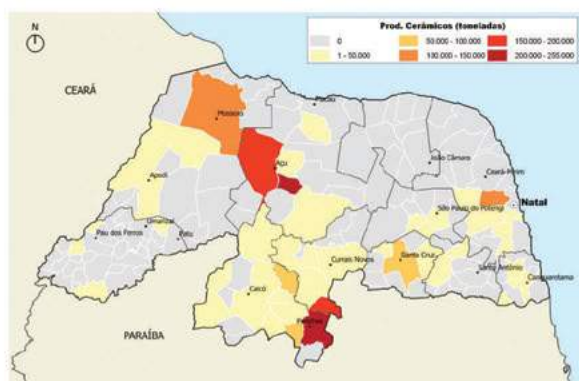 N
Prod. Cerâmicos (toneladas)
0
50.000 - 100.000
150.000 - 200.000
1 - 50.000
100.000 - 150.000
200.000 - 255.000
CEARÁ
Macau
Mossoró
Açu
João Câmara
Ceará-Mirim
Apodi
Natal
São Paulo do Potengi
Umarizal
Pau dos Ferros
Patu
Currais Novos
Santa Cruz
Santo Antônio
Canguaretama
Caicó
Parelhas
PARAÍBA